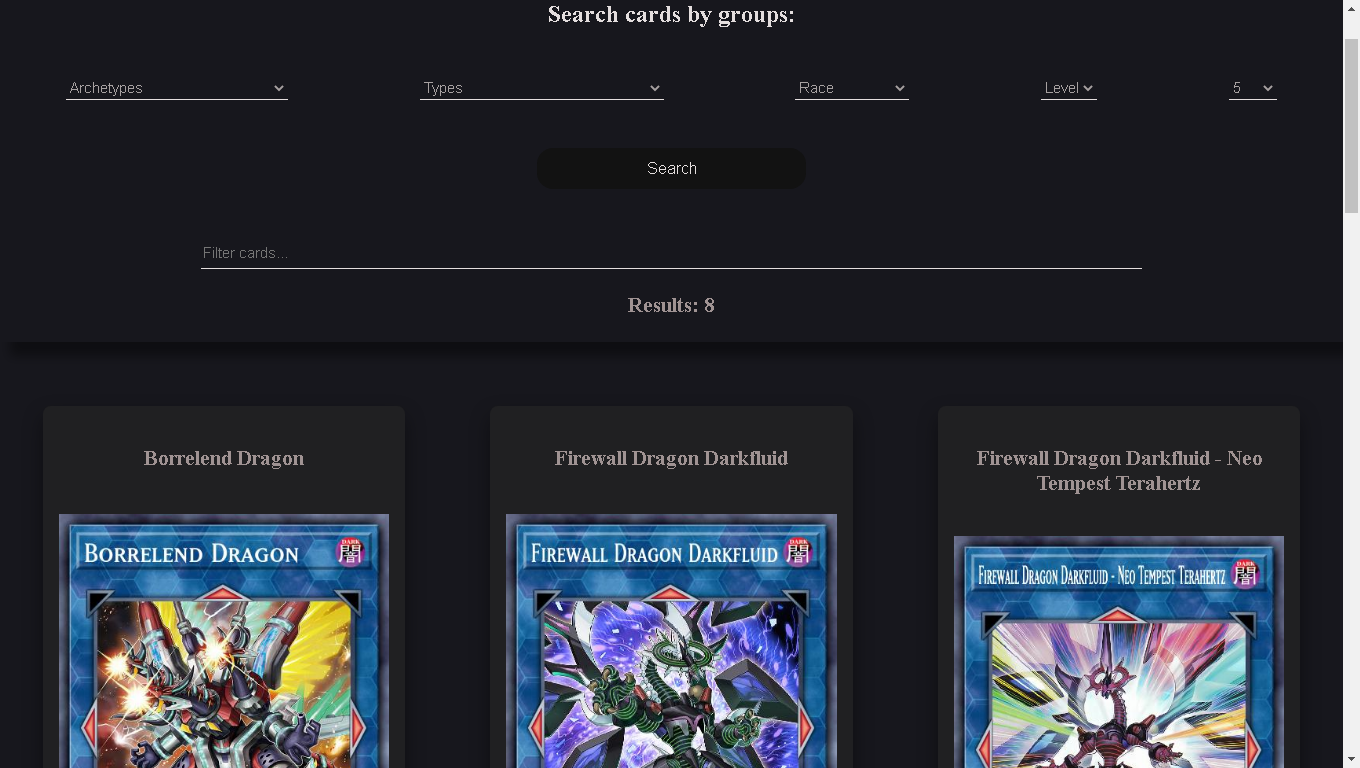 Search cards by groups:
Archetypes
Types
Race
Level
5
Search
Filter cards...
Results: 8
Borrelend Dragon
Firewall Dragon Darkfluid
Firewall Dragon Darkfluid - Neo
Tempest Terahertz
BORRELEND DRAGON
DARK
闇
FIREWALL DRAGON DARKFLUID
DARK
闇
FIREWALL DRAGON DARKFLUID - NEO TEMPEST TERAHERTZ
DARK
闇